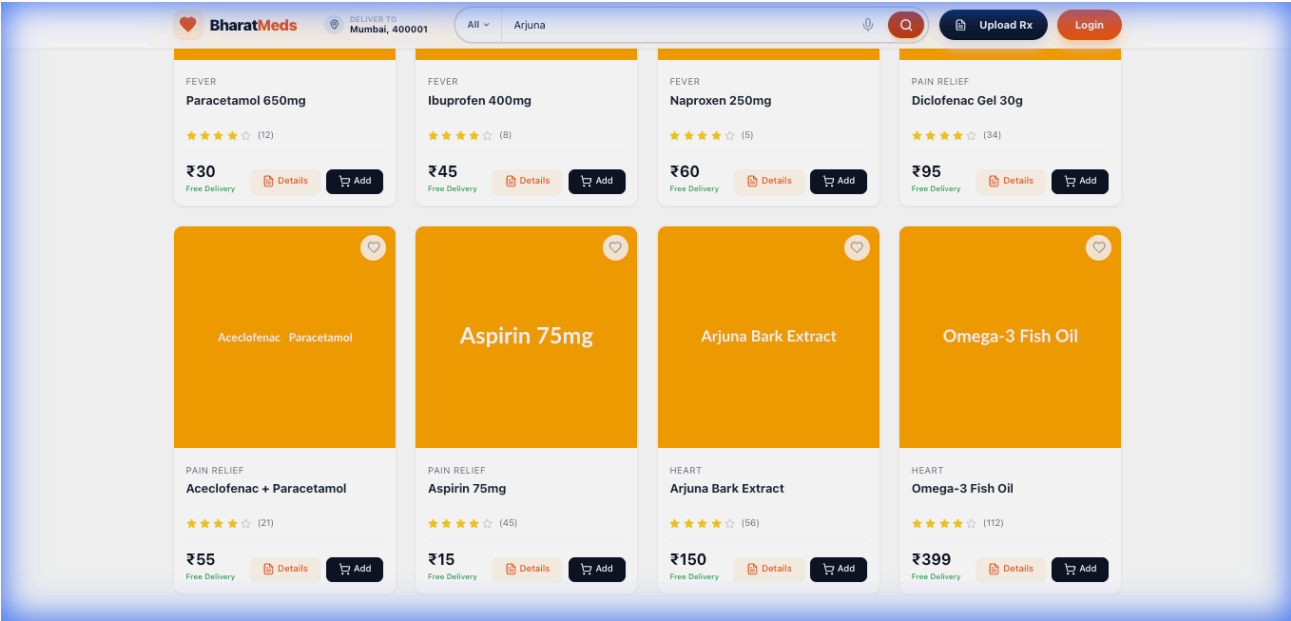 BharatMeds
DELIVER TO
Mumbai, 400001
All
Arjuna
Upload Rx
Login
FEVER
Paracetamol 650mg
(12)
₹30
Free Delivery
Details
Add
FEVER
Ibuprofen 400mg
(8)
₹45
Free Delivery
Details
Add
FEVER
Naproxen 250mg
(5)
₹60
Free Delivery
Details
Add
PAIN RELIEF
Diclofenac Gel 30g
(34)
₹95
Free Delivery
Details
Add
Aceclofenac Paracetamol
PAIN RELIEF
Aceclofenac + Paracetamol
(21)
₹55
Free Delivery
Details
Add
Aspirin 75mg
PAIN RELIEF
Aspirin 75mg
(45)
₹15
Free Delivery
Details
Add
Arjuna Bark Extract
HEART
Arjuna Bark Extract
(56)
₹150
Free Delivery
Details
Add
Omega-3 Fish Oil
HEART
Omega-3 Fish Oil
(112)
₹399
Free Delivery
Details
Add